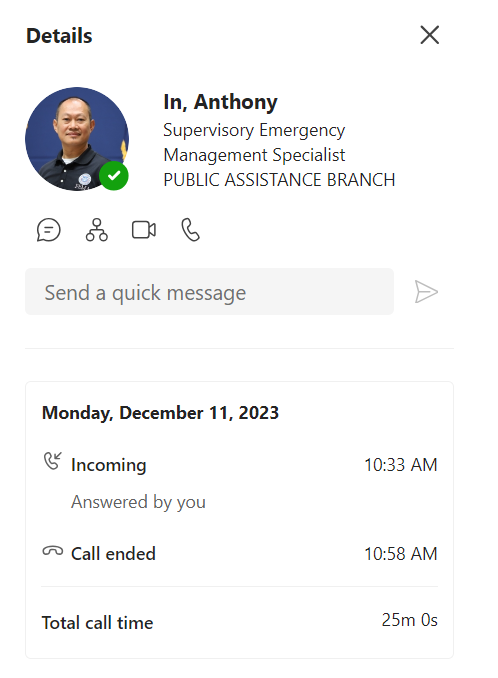 Details
In, Anthony
Supervisory Emergency
Management Specialist
PUBLIC ASSISTANCE BRANCH
FEMA
Send a quick message
Monday, December 11, 2023
Incoming
10:33 AM
Answered by you
Call ended
10:58 AM
Total call time
25m 0s